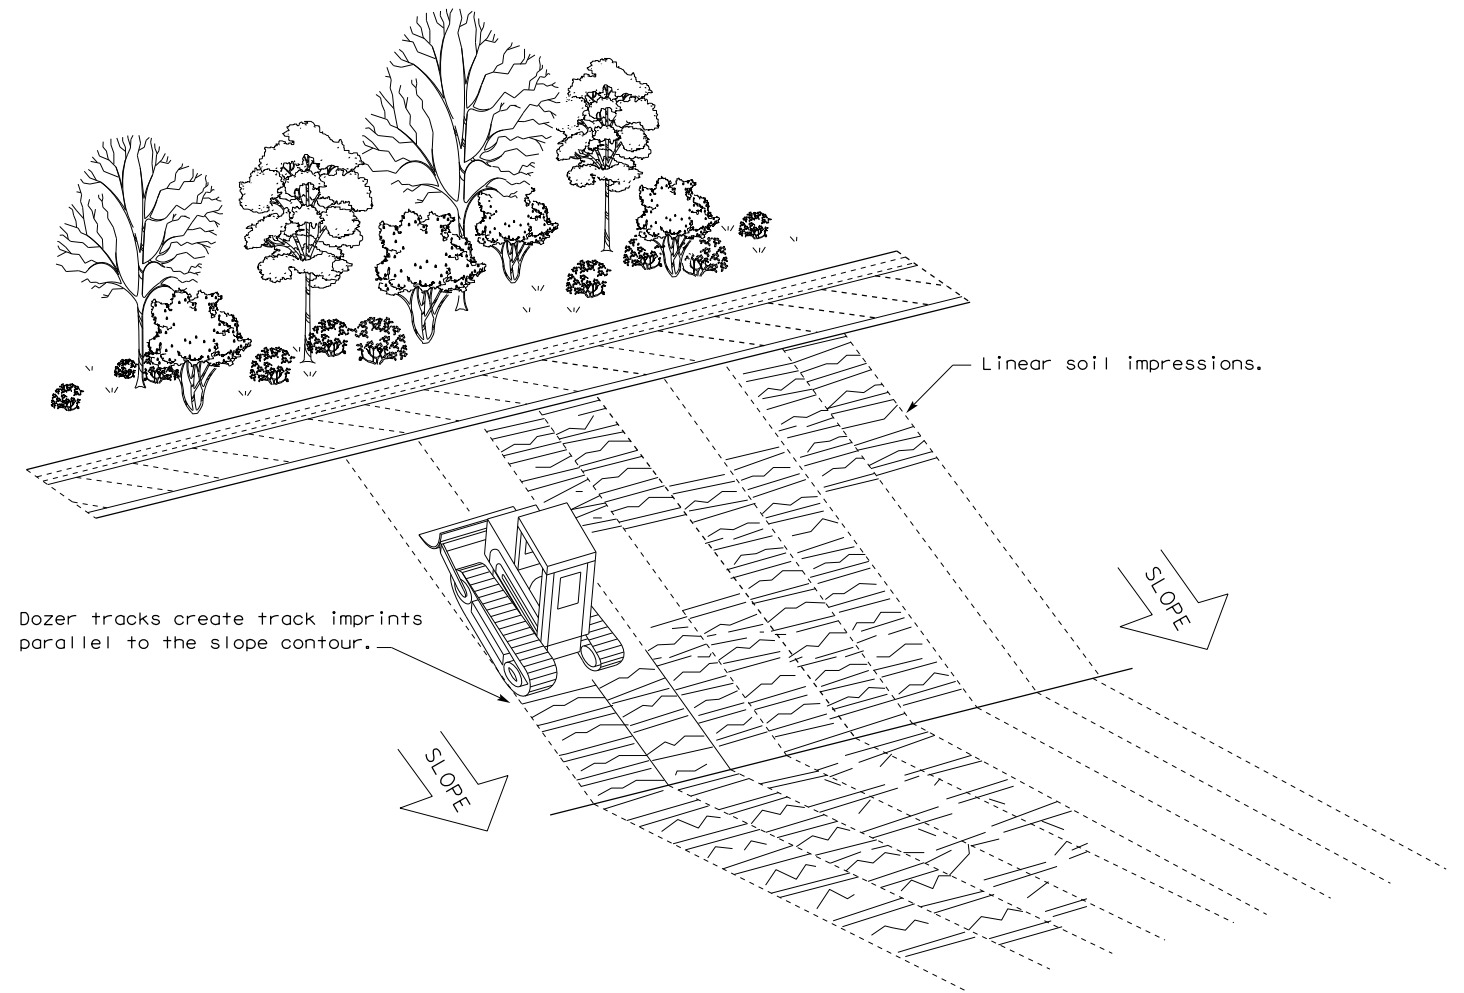 Linear soil impressions.
SLOPE
Dozer tracks create track imprints
parallel to the slope contour.
SLOPE